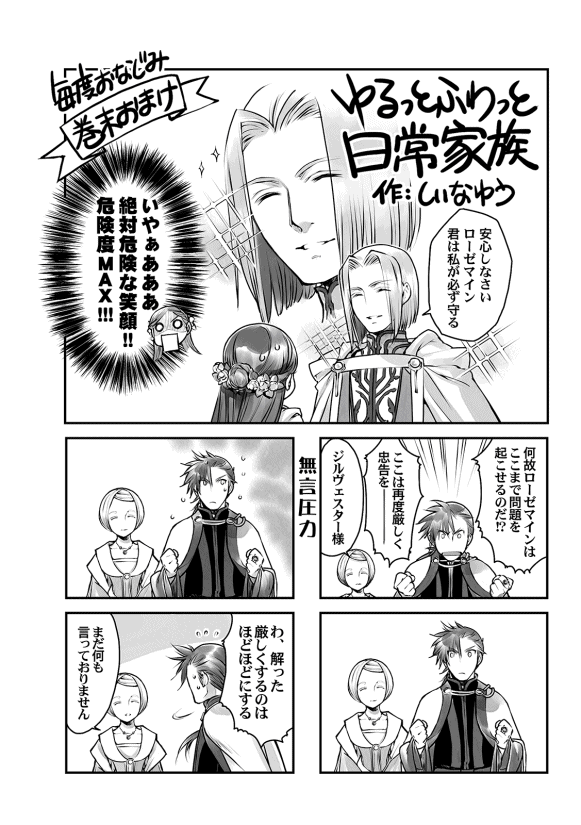 毎度おなじみ
巻末おまけ
ゆるっとふわっと
日常家族
作：しいなゆう
安心しなさい
ローゼマイン
君は私が必ず守る
いやぁあああ
絶対危険な笑顔!!
危険度MAX!!!
無言圧力
何故ローゼマインは
ここまで問題を
起こせるのだ!?
ここは再度厳しく
忠告を──
ジルヴェスター様
わ、解った
厳しくするのは
ほどほどにする
まだ何も
言っておりません